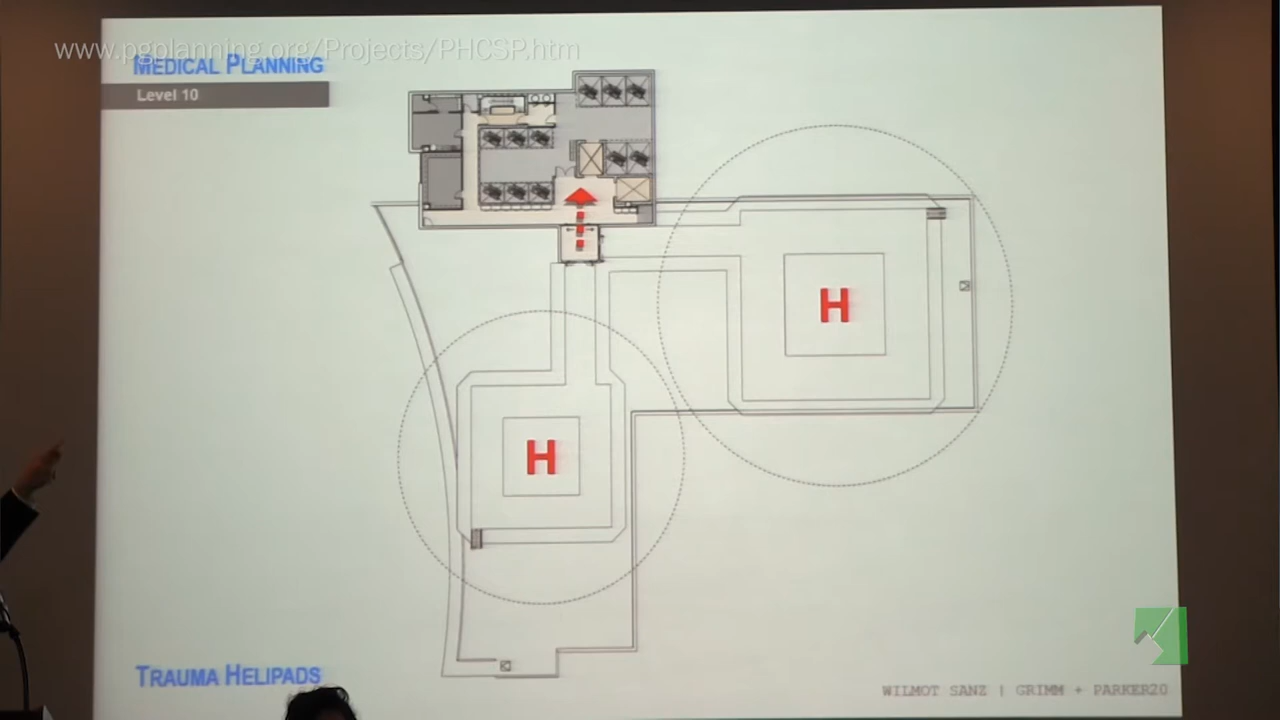 www.pgplanning.org/Projects/PHCSP.htm
MEDICAL PLANNING
Level 10
H
H
TRAUMA HELIPADS
WILMOT SANZ | GRIMM + PARKER20